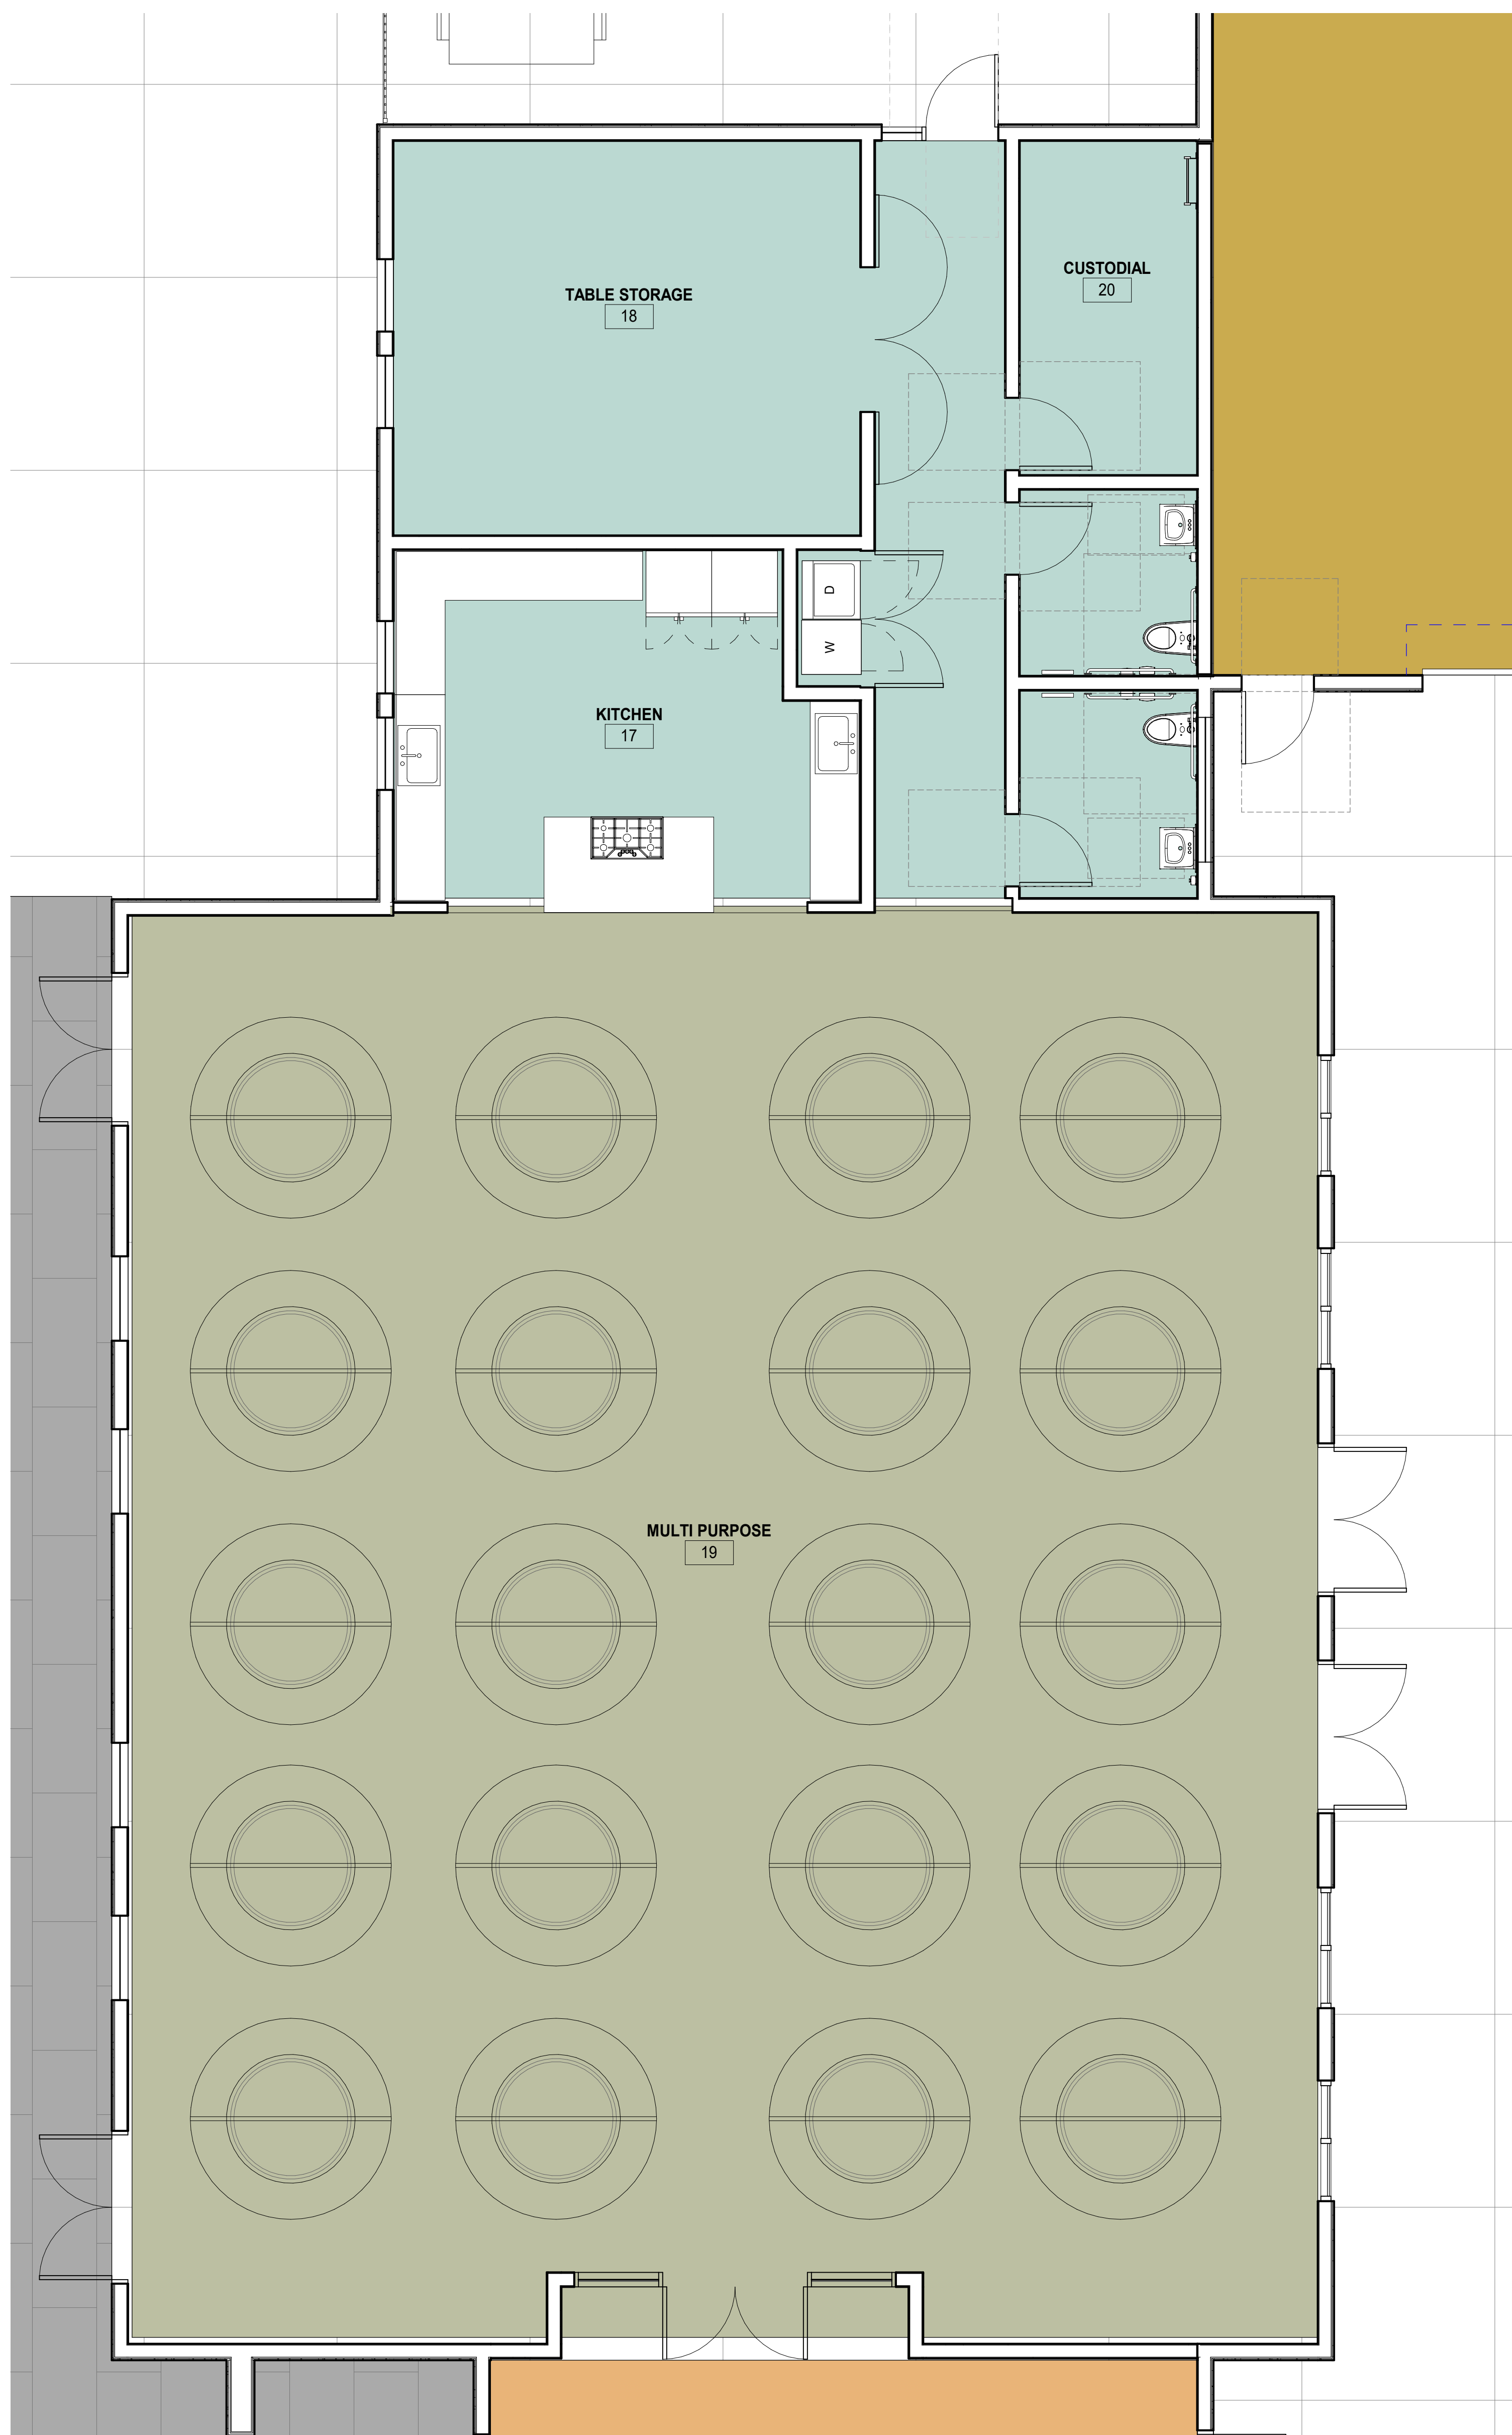 CUSTODIAL
20
TABLE STORAGE
18
D
W
KITCHEN
17
MULTI PURPOSE
19